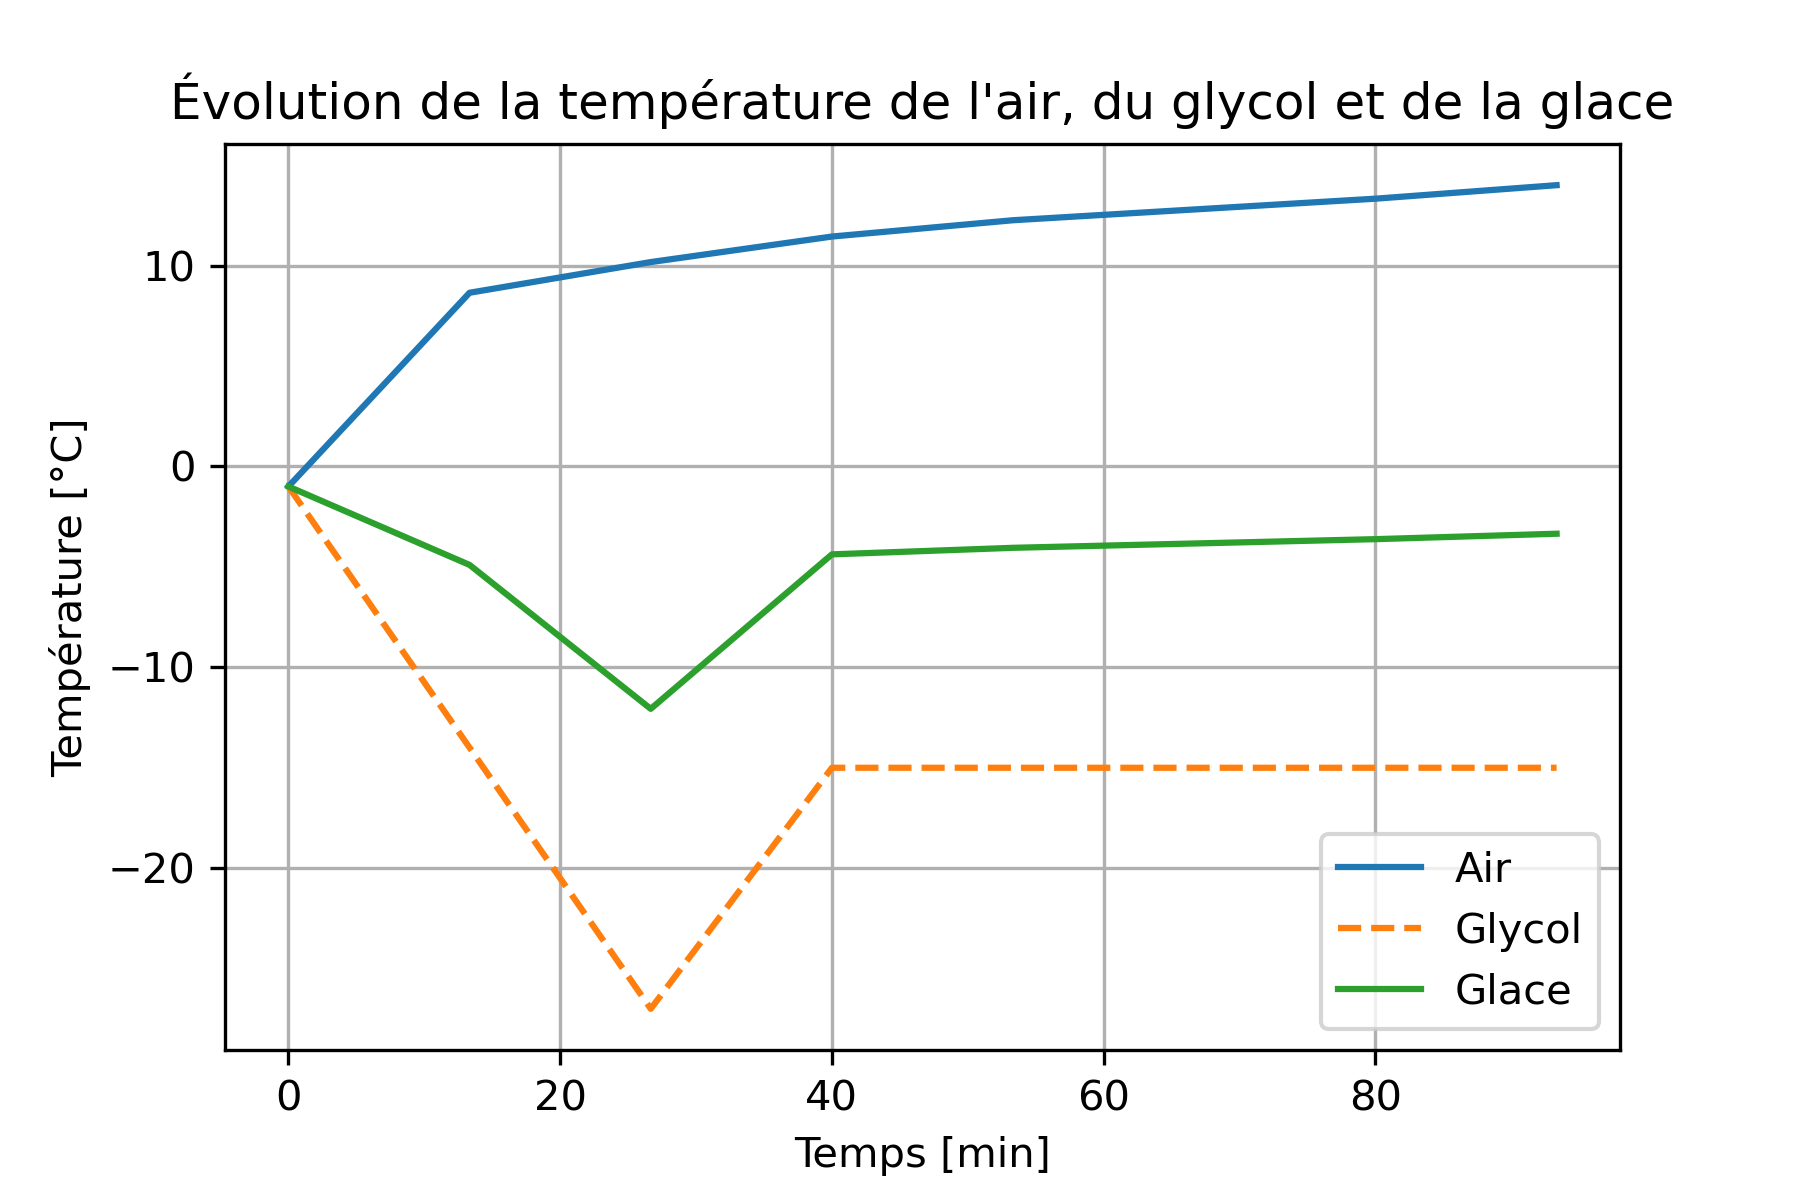 Évolution de la température de l'air, du glycol et de la glace
Température [°C]
10
0
−10
−20
0 20 40 60 80
Temps [min]
Air
Glycol
Glace